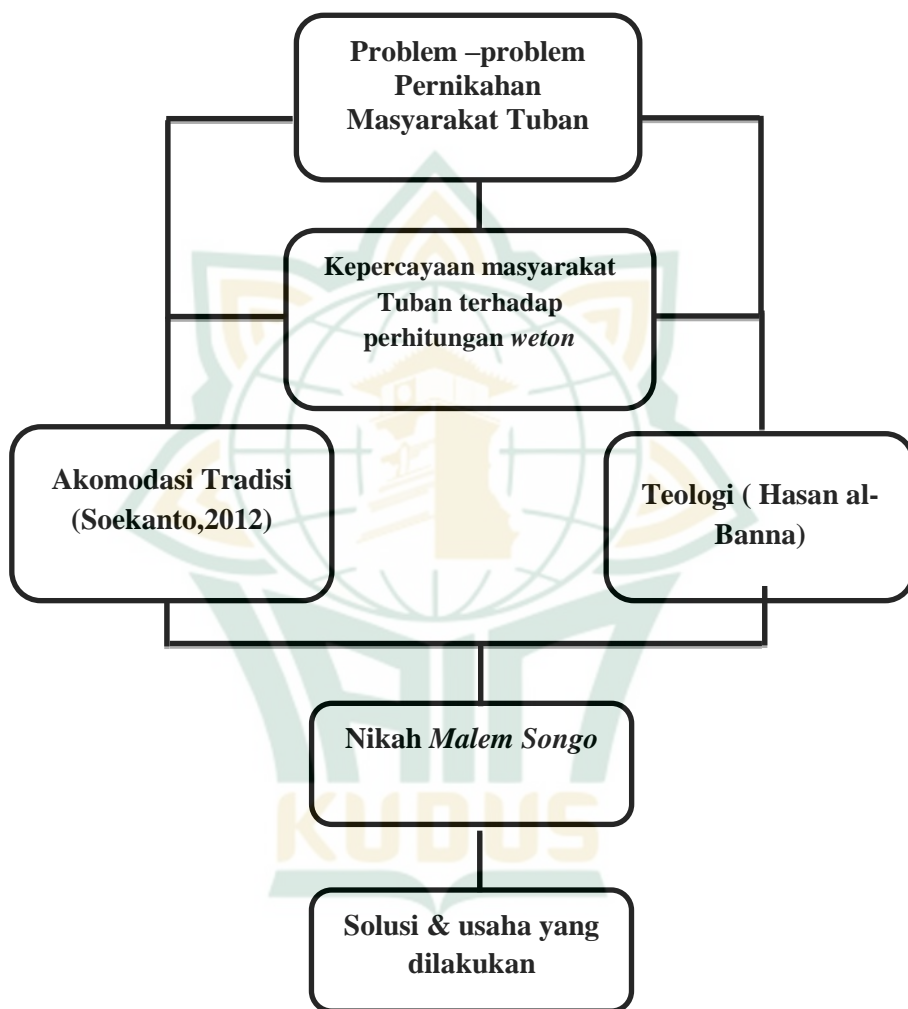 Problem –problem
Pernikahan
Masyarakat Tuban
Kepercayaan masyarakat
Tuban terhadap
perhitungan weton
Akomodasi Tradisi
(Soekanto,2012)
Teologi ( Hasan al-
Banna)
Nikah Malem Songo
KUDUS
Solusi & usaha yang
dilakukan